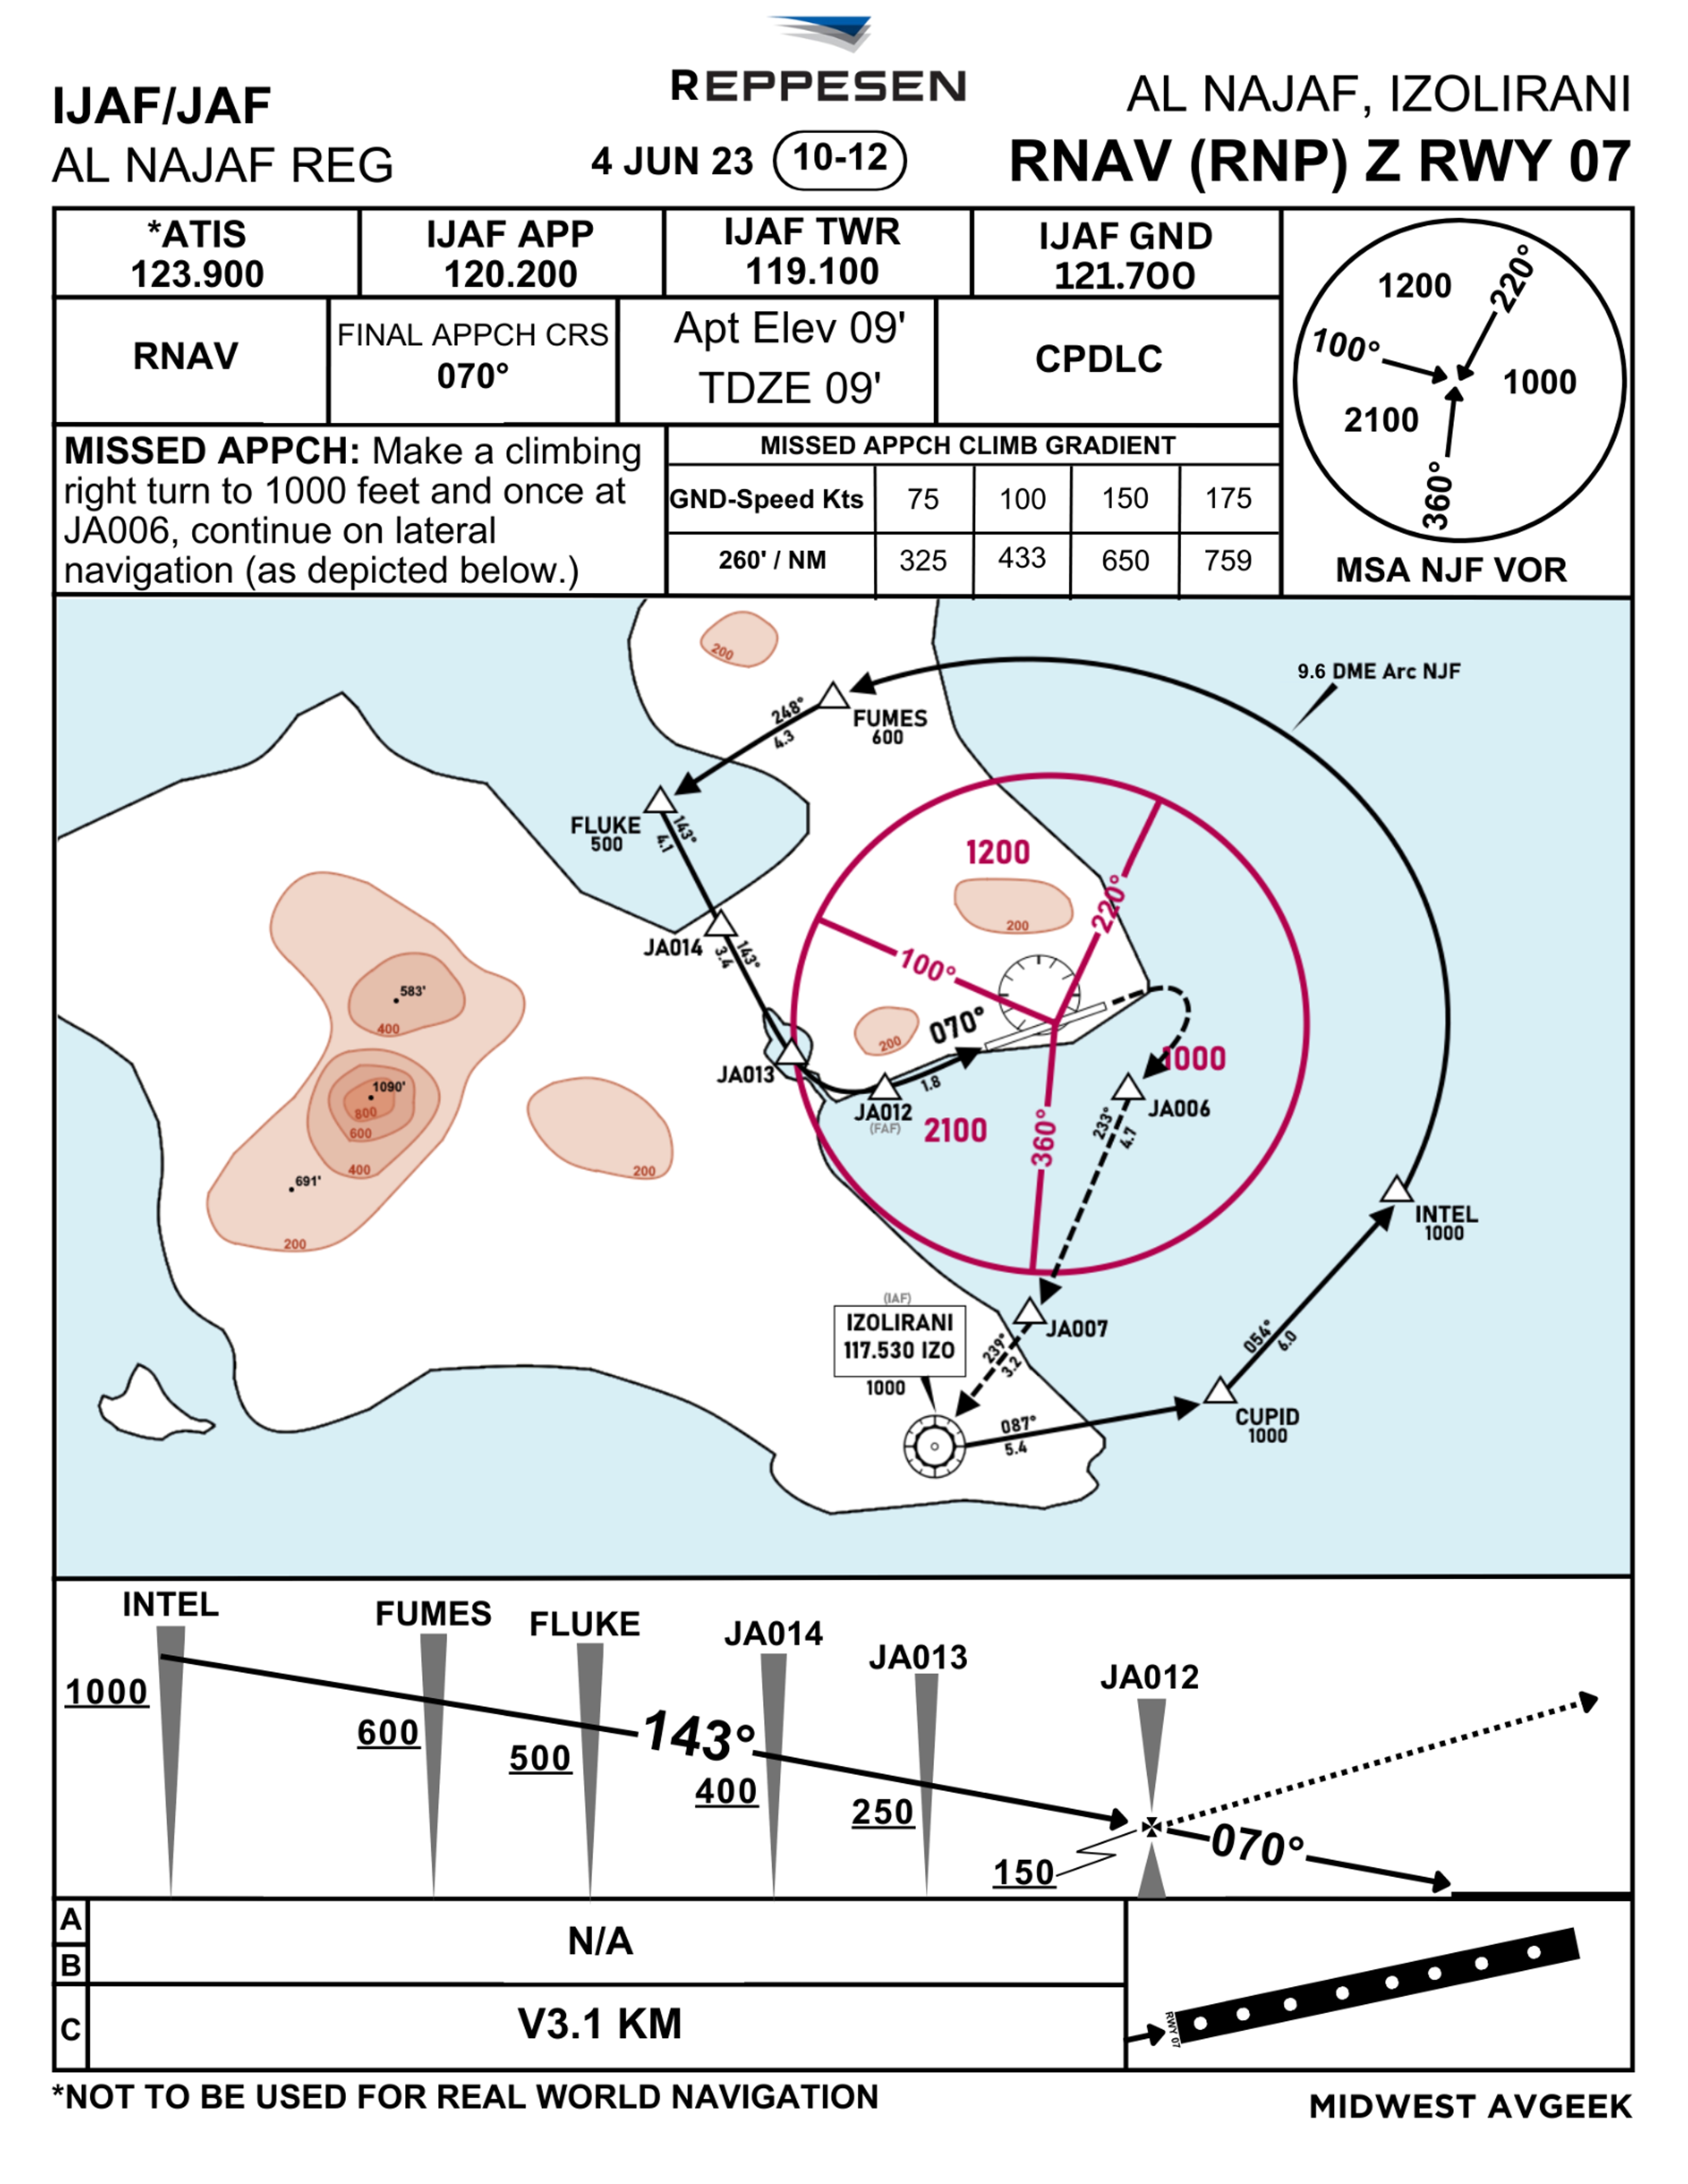 REPPESEN
IJAF/JAF
AL NAJAF REG
4 JUN 23
10-12
AL NAJAF, IZOLIRANI
RNAV (RNP) Z RWY 07
*ATIS
123.900
IJAF APP
120.200
IJAF TWR
119.100
IJAF GND
121.700
RNAV
FINAL APPCH CRS
070°
Apt Elev 09'
TDZE 09'
CPDLC
MISSED APPCH: Make a climbing
right turn to 1000 feet and once at
JA006, continue on lateral
navigation (as depicted below.)
MISSED APPCH CLIMB GRADIENT
GND-Speed Kts 75 100 150 175
260' / NM 325 433 650 759
1200
220°
100°
1000
2100
360°
MSA NJF VOR
200
9.6 DME Arc NJF
248°
4.3
FUMES
600
FLUKE
500
143°
4.1
1200
200
220°
JA014
143°
3.4
100°
583'
400
200
070°
1000
JA013
1.8
JA012
(FAF)
2100
JA006
1090'
800
600
400
200
360°
233°
4.7
691'
200
INTEL
1000
(IAF)
IZOLIRANI
117.530 IZO
1000
JA007
239°
3.2
054°
6.0
087°
5.4
CUPID
1000
INTEL
FUMES
FLUKE
JA014
JA013
JA012
1000
600
500
143°
400
250
150
070°
A
B
N/A
C
V3.1 KM
RWY 07
*NOT TO BE USED FOR REAL WORLD NAVIGATION
MIDWEST AVGEEK